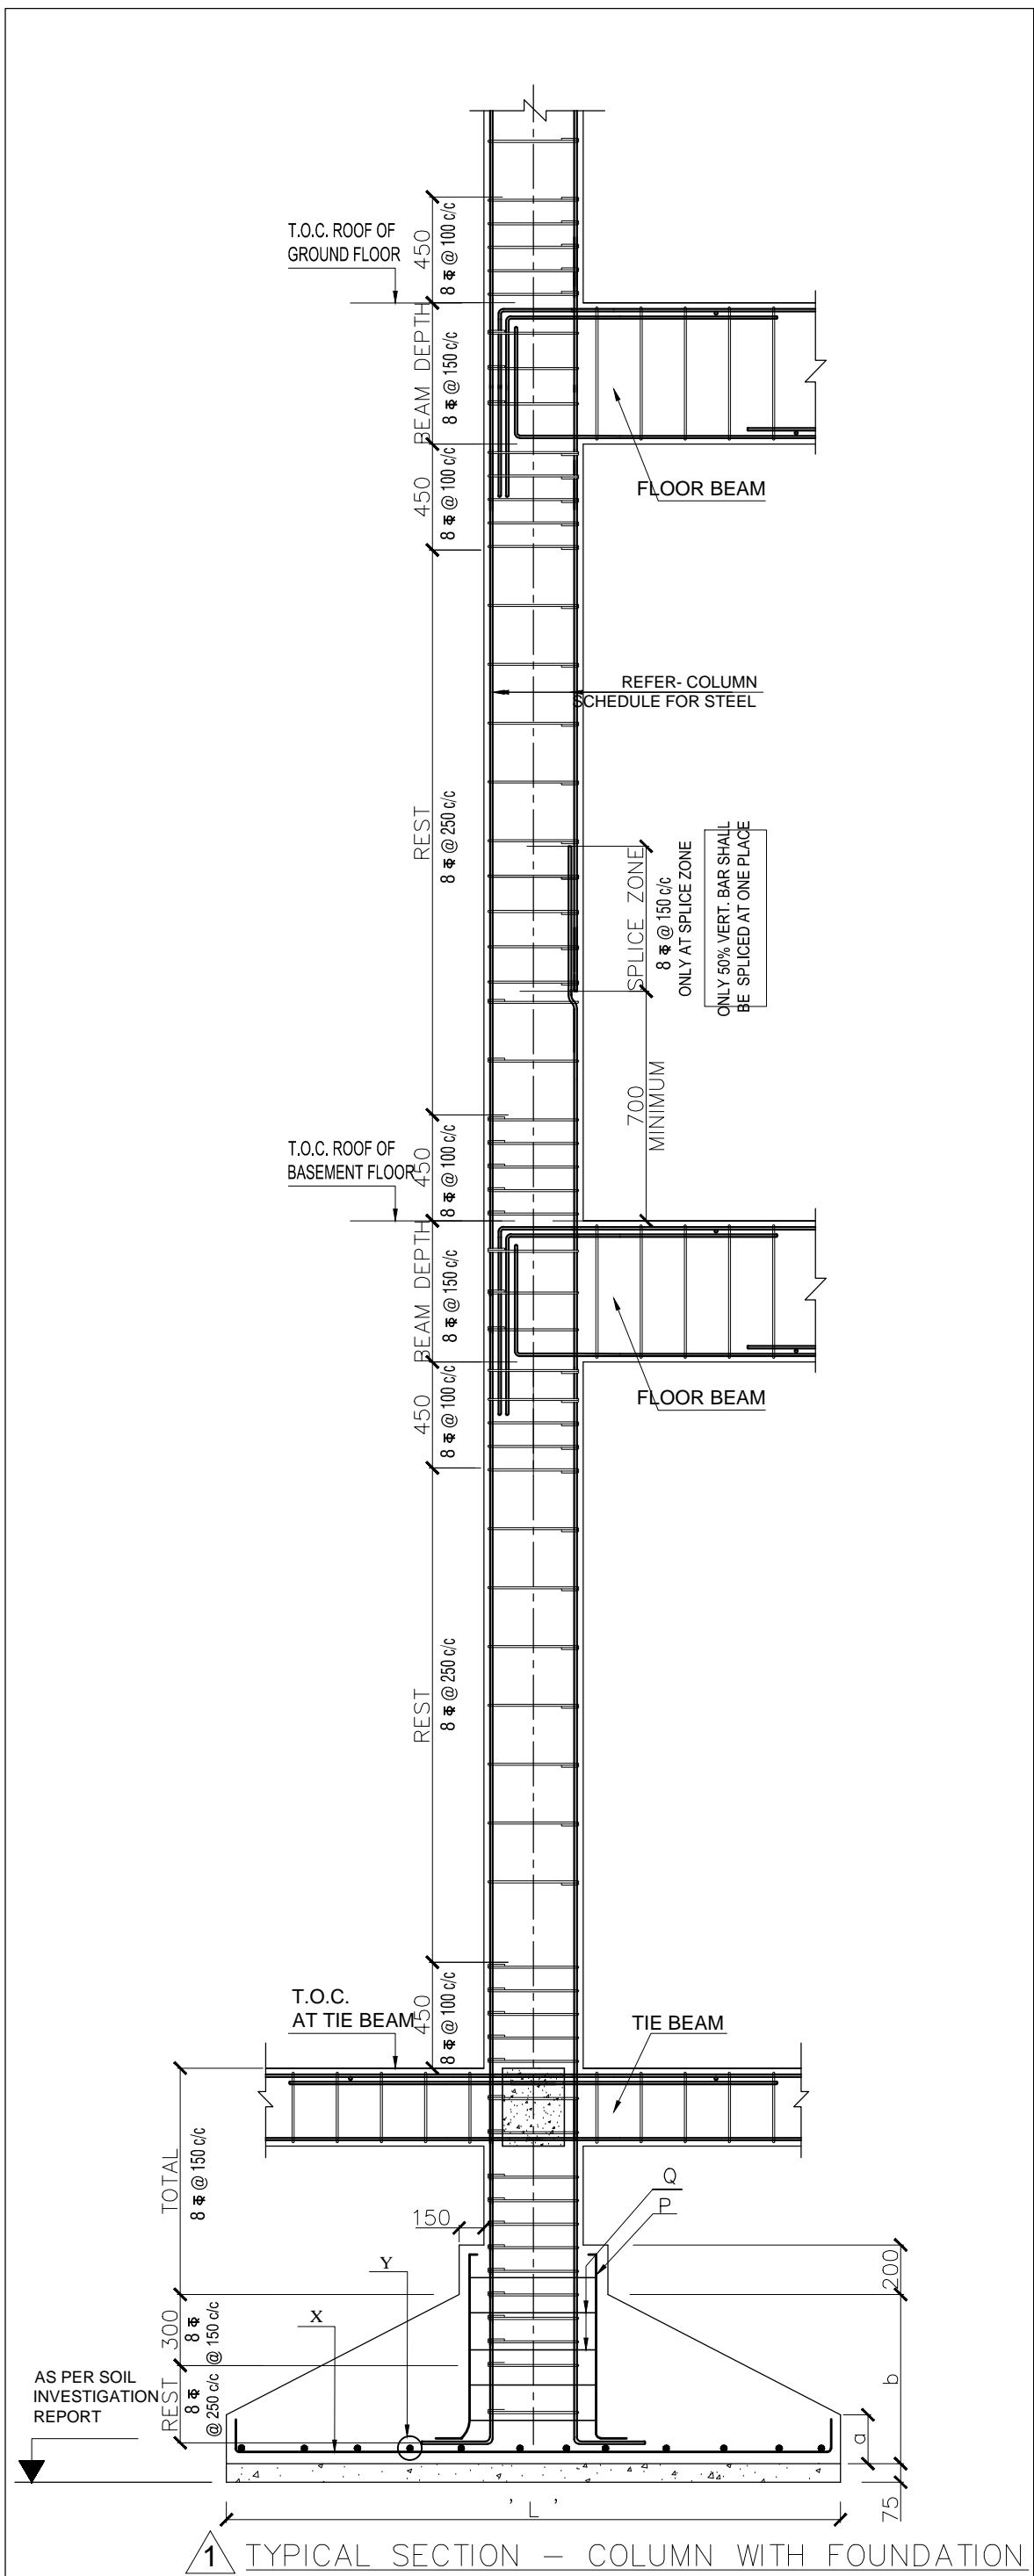 T.O.C. ROOF OF
GROUND FLOOR
450
8 Φ @ 100 c/c
BEAM DEPTH
8 Φ @ 150 c/c
450
8 Φ @ 100 c/c
FLOOR BEAM
REFER- COLUMN
SCHEDULE FOR STEEL
REST
8 Φ @ 250 c/c
SPLICE ZONE
8 Φ @ 150 c/c
ONLY AT SPLICE ZONE
ONLY 50% VERT. BAR SHALL
BE SPLICED AT ONE PLACE
700
MINIMUM
T.O.C. ROOF OF
BASEMENT FLOOR
450
8 Φ @ 100 c/c
BEAM DEPTH
8 Φ @ 150 c/c
450
8 Φ @ 100 c/c
FLOOR BEAM
REST
8 Φ @ 250 c/c
450
8 Φ @ 100 c/c
T.O.C.
AT TIE BEAM
TIE BEAM
TOTAL
8 Φ @ 150 c/c
150
Q
P
200
Y
X
300
8 Φ
@ 150 c/c
REST
8 Φ
@ 250 c/c
AS PER SOIL
INVESTIGATION
REPORT
b
a
75
' L '
1 TYPICAL SECTION - COLUMN WITH FOUNDATION